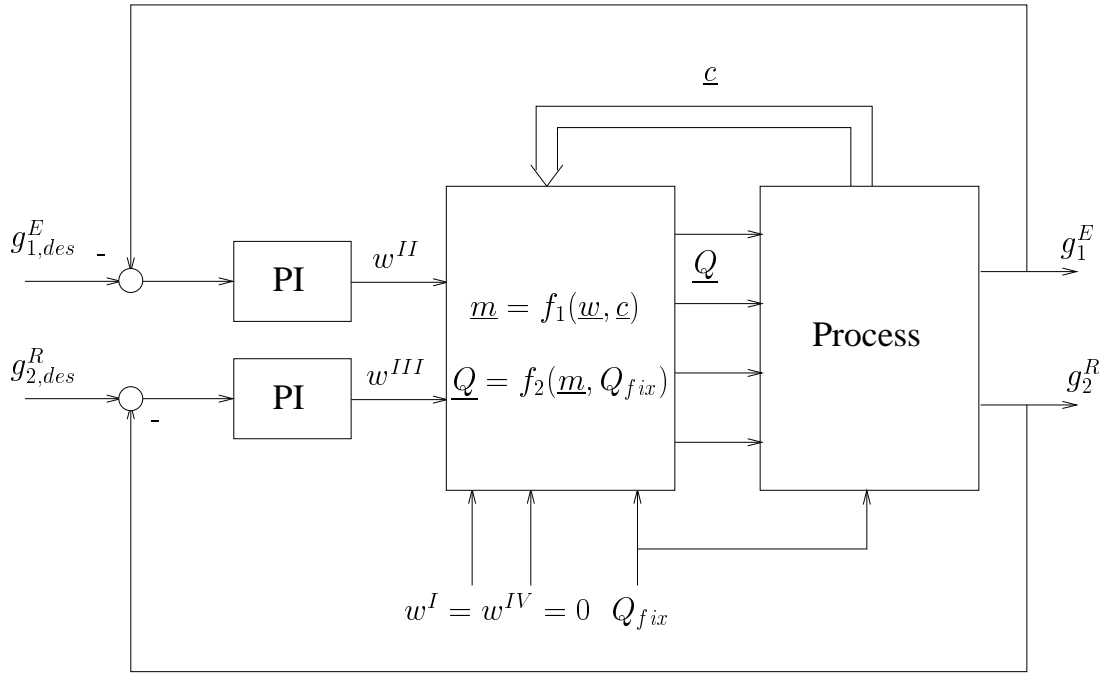 c
g^E_{1,des}
-
PI
w^{II}
m = f_1(w, c)
Q
g^E_1
Process
g^R_{2,des}
-
PI
w^{III}
Q = f_2(m, Q_{fix})
g^R_2
w^I = w^{IV} = 0
Q_{fix}